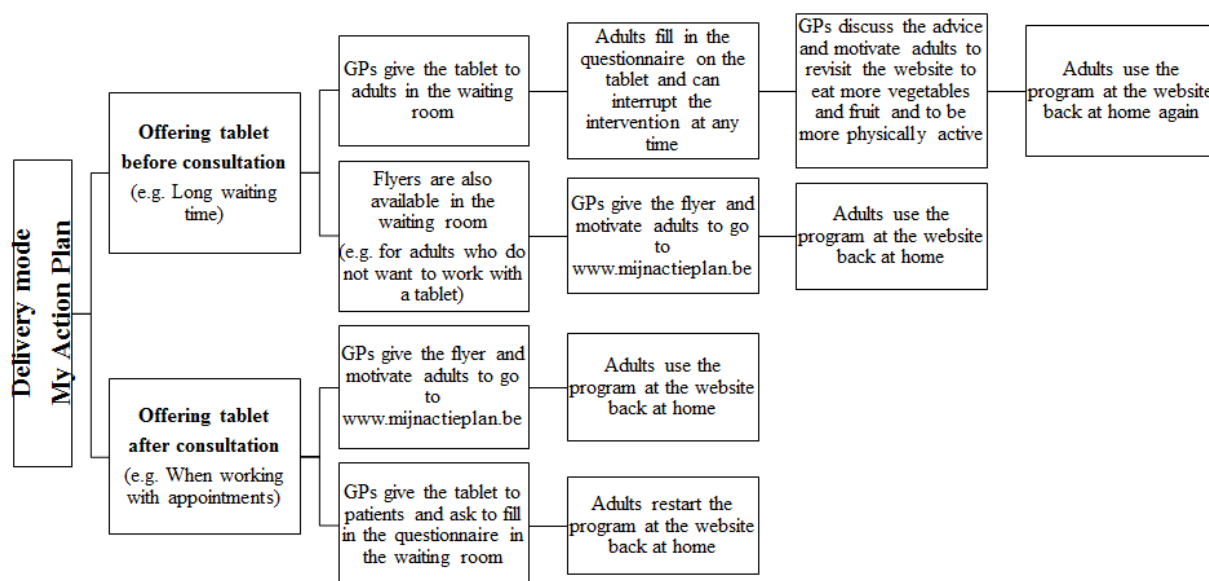 Delivery mode
My Action Plan
Offering tablet
before consultation
(e.g. Long waiting
time)
GPs give the tablet to
adults in the waiting
room
Adults fill in the
questionnaire on the
tablet and can
interrupt the
intervention at any
time
GPs discuss the advice
and motivate adults to
revisit the website to
eat more vegetables
and fruit and to be
more physically active
Adults use the
program at the website
back at home again
Flyers are also
available in the
waiting room
(e.g. for adults who do
not want to work with
a tablet)
GPs give the flyer and
motivate adults to go
to
www.mijnactieplan.be
Adults use the
program at the website
back at home
Offering tablet
after consultation
(e.g. When working
with appointments)
GPs give the flyer and
motivate adults to go
to
www.mijnactieplan.be
Adults use the
program at the website
back at home
GPs give the tablet to
patients and ask to fill
in the questionnaire in
the waiting room
Adults restart the
program at the website
back at home